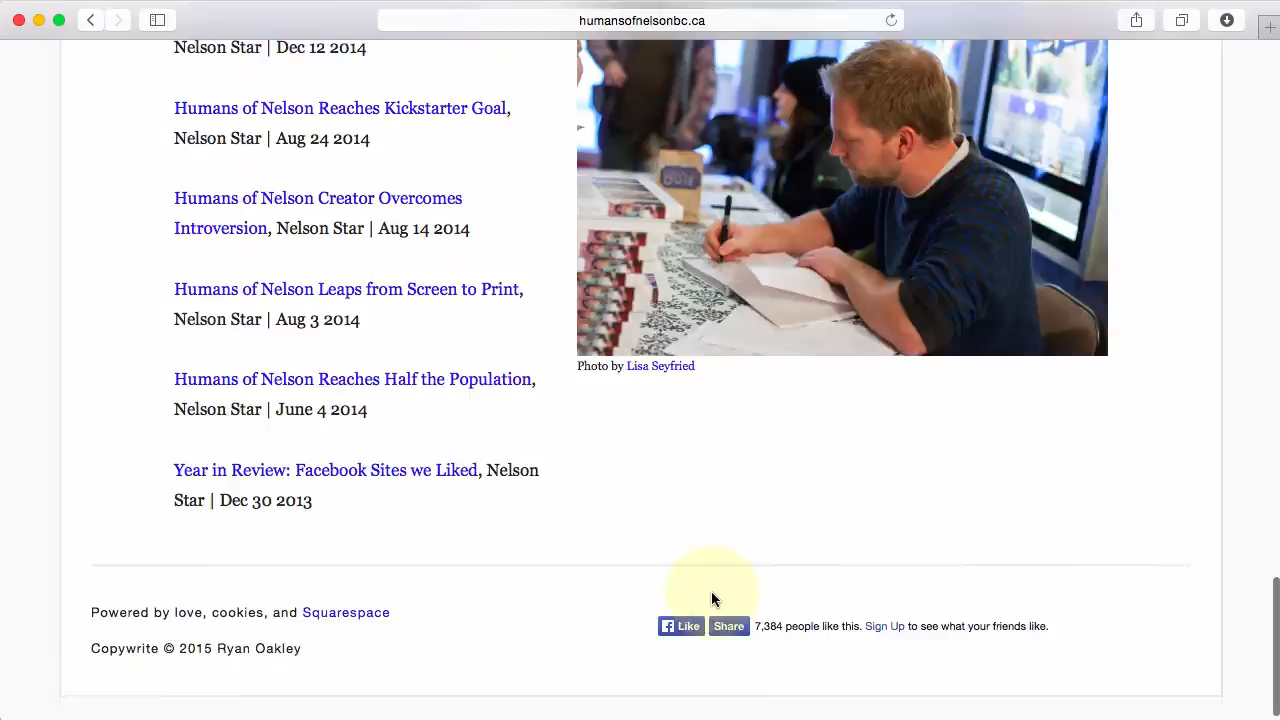 humansofnelsonbc.ca
Nelson Star | Dec 12 2014
Humans of Nelson Reaches Kickstarter Goal,
Nelson Star | Aug 24 2014
Humans of Nelson Creator Overcomes
Introversion, Nelson Star | Aug 14 2014
Humans of Nelson Leaps from Screen to Print,
Nelson Star | Aug 3 2014
Humans of Nelson Reaches Half the Population,
Nelson Star | June 4 2014
Year in Review: Facebook Sites we Liked, Nelson
Star | Dec 30 2013
Photo by Lisa Seyfried
Powered by love, cookies, and Squarespace
Copywrite © 2015 Ryan Oakley
Like Share 7,384 people like this. Sign Up to see what your friends like.